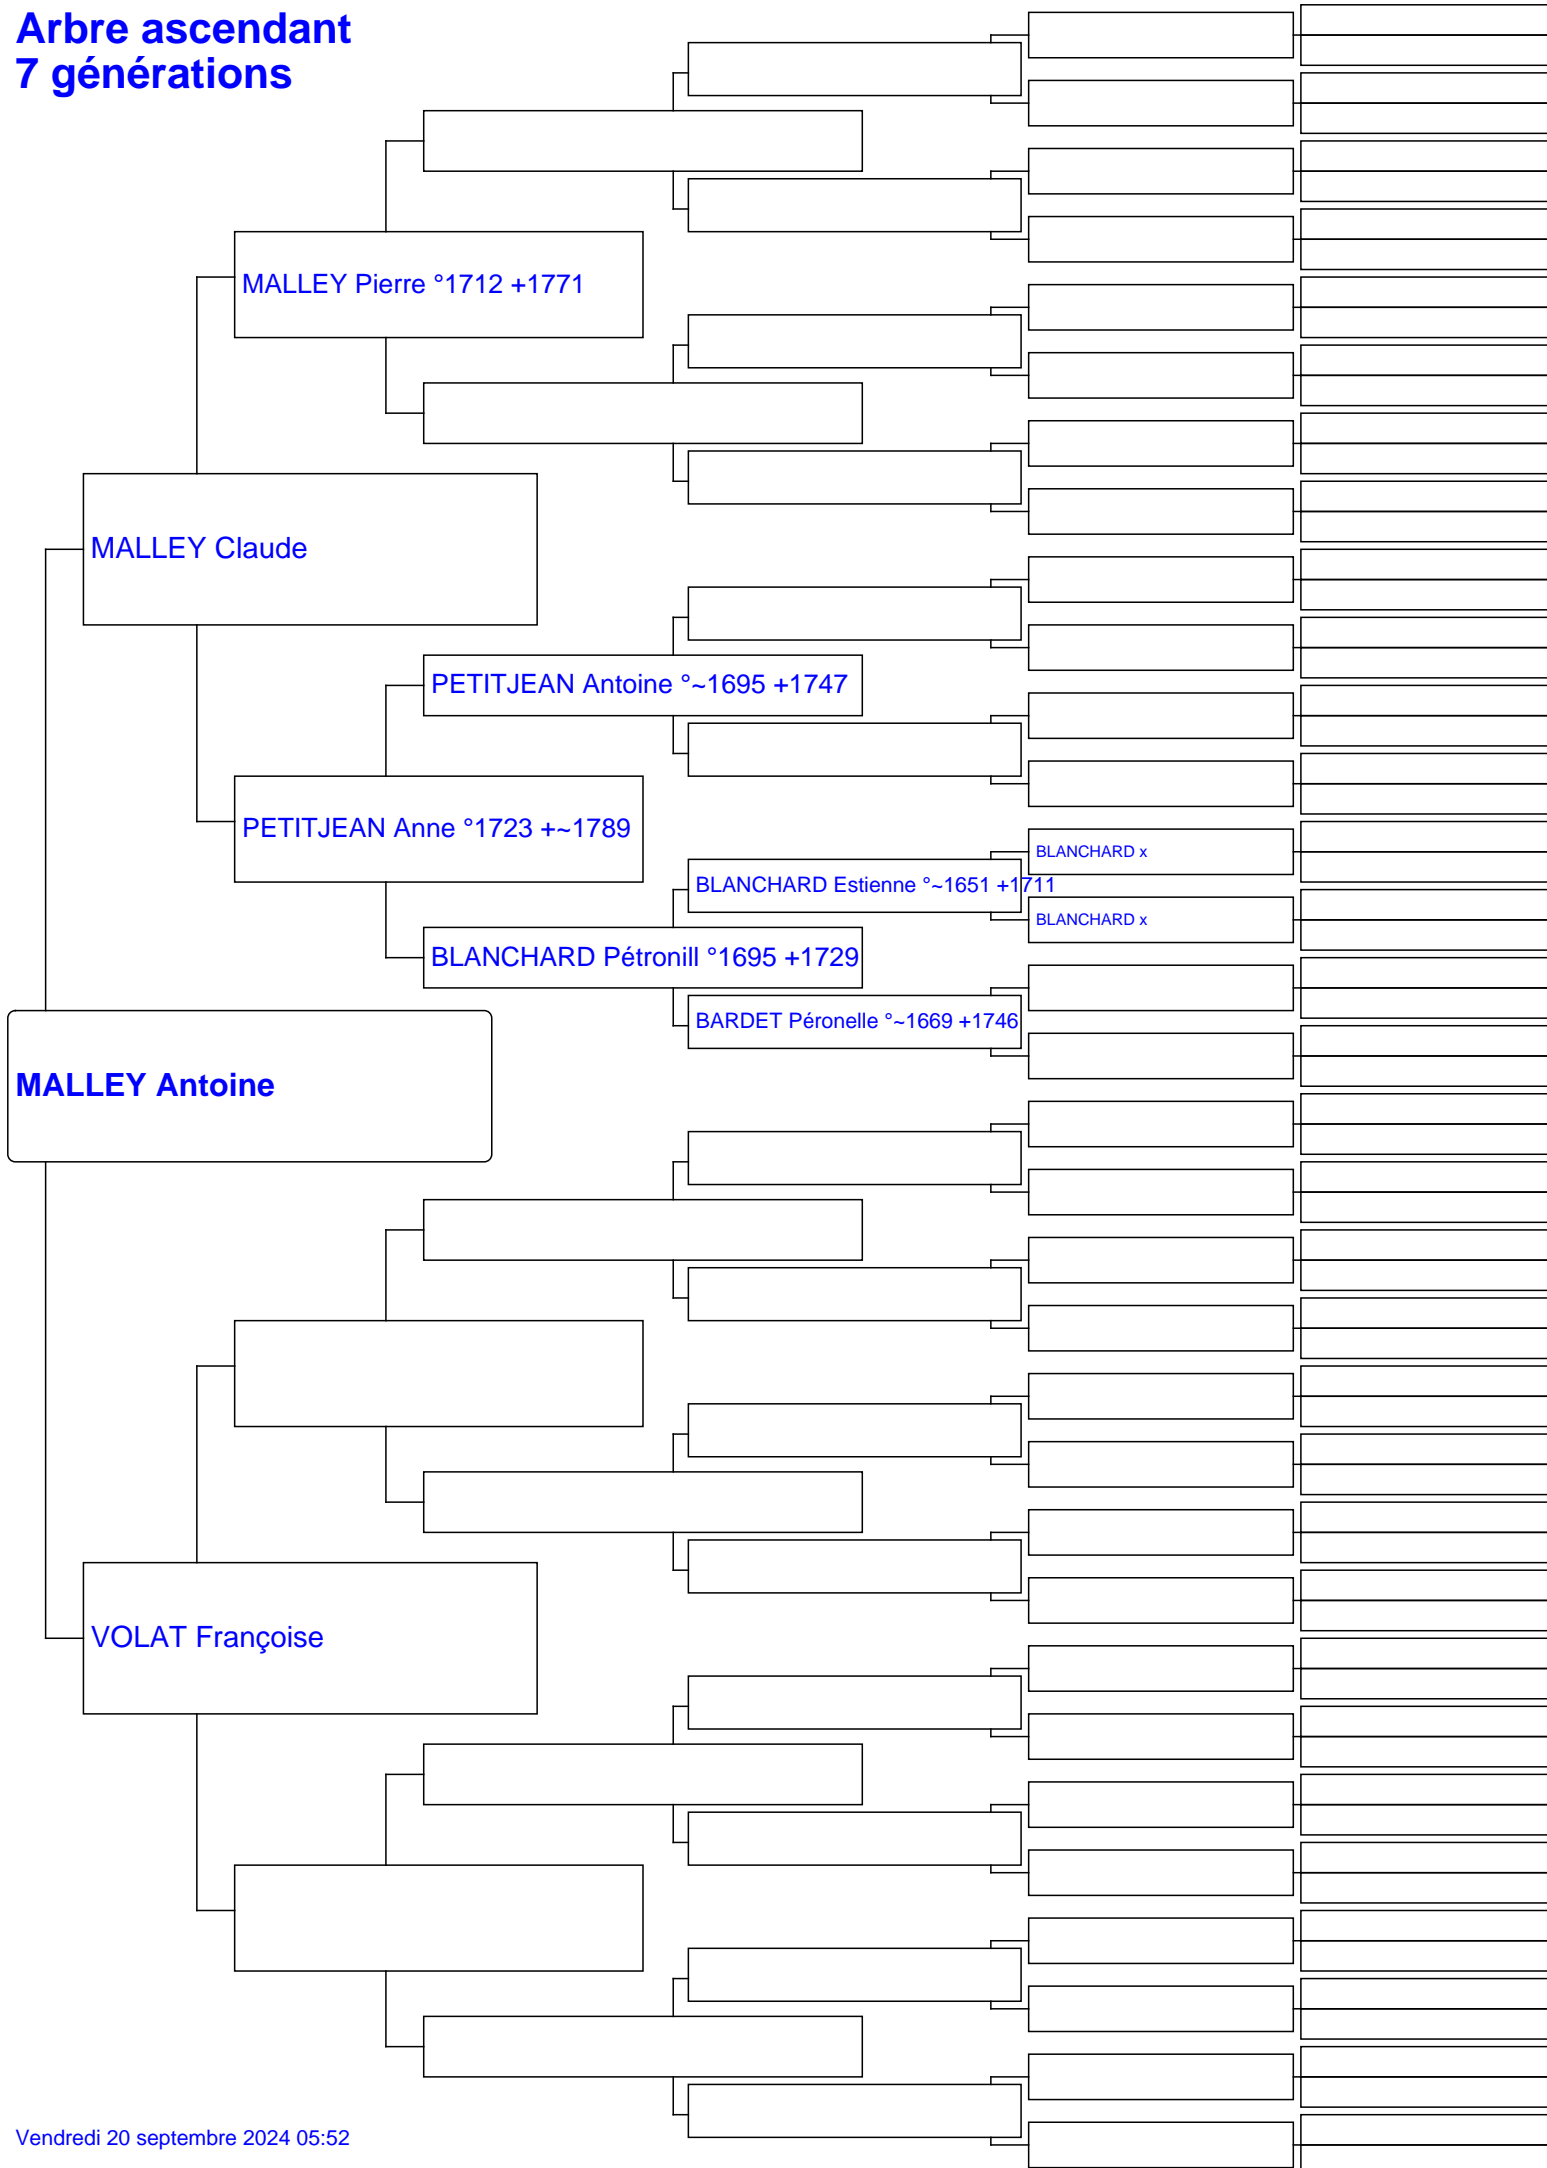 Arbre ascendant
7 générations
MALLEY Pierre °1712 +1771
MALLEY Claude
PETITJEAN Antoine °~1695 +1747
PETITJEAN Anne °1723 +~1789
BLANCHARD x
BLANCHARD Estienne °~1651 +1711
BLANCHARD x
BLANCHARD Pétronill °1695 +1729
BARDET Péronelle °~1669 +1746
MALLEY Antoine
VOLAT Françoise
Vendredi 20 septembre 2024 05:52